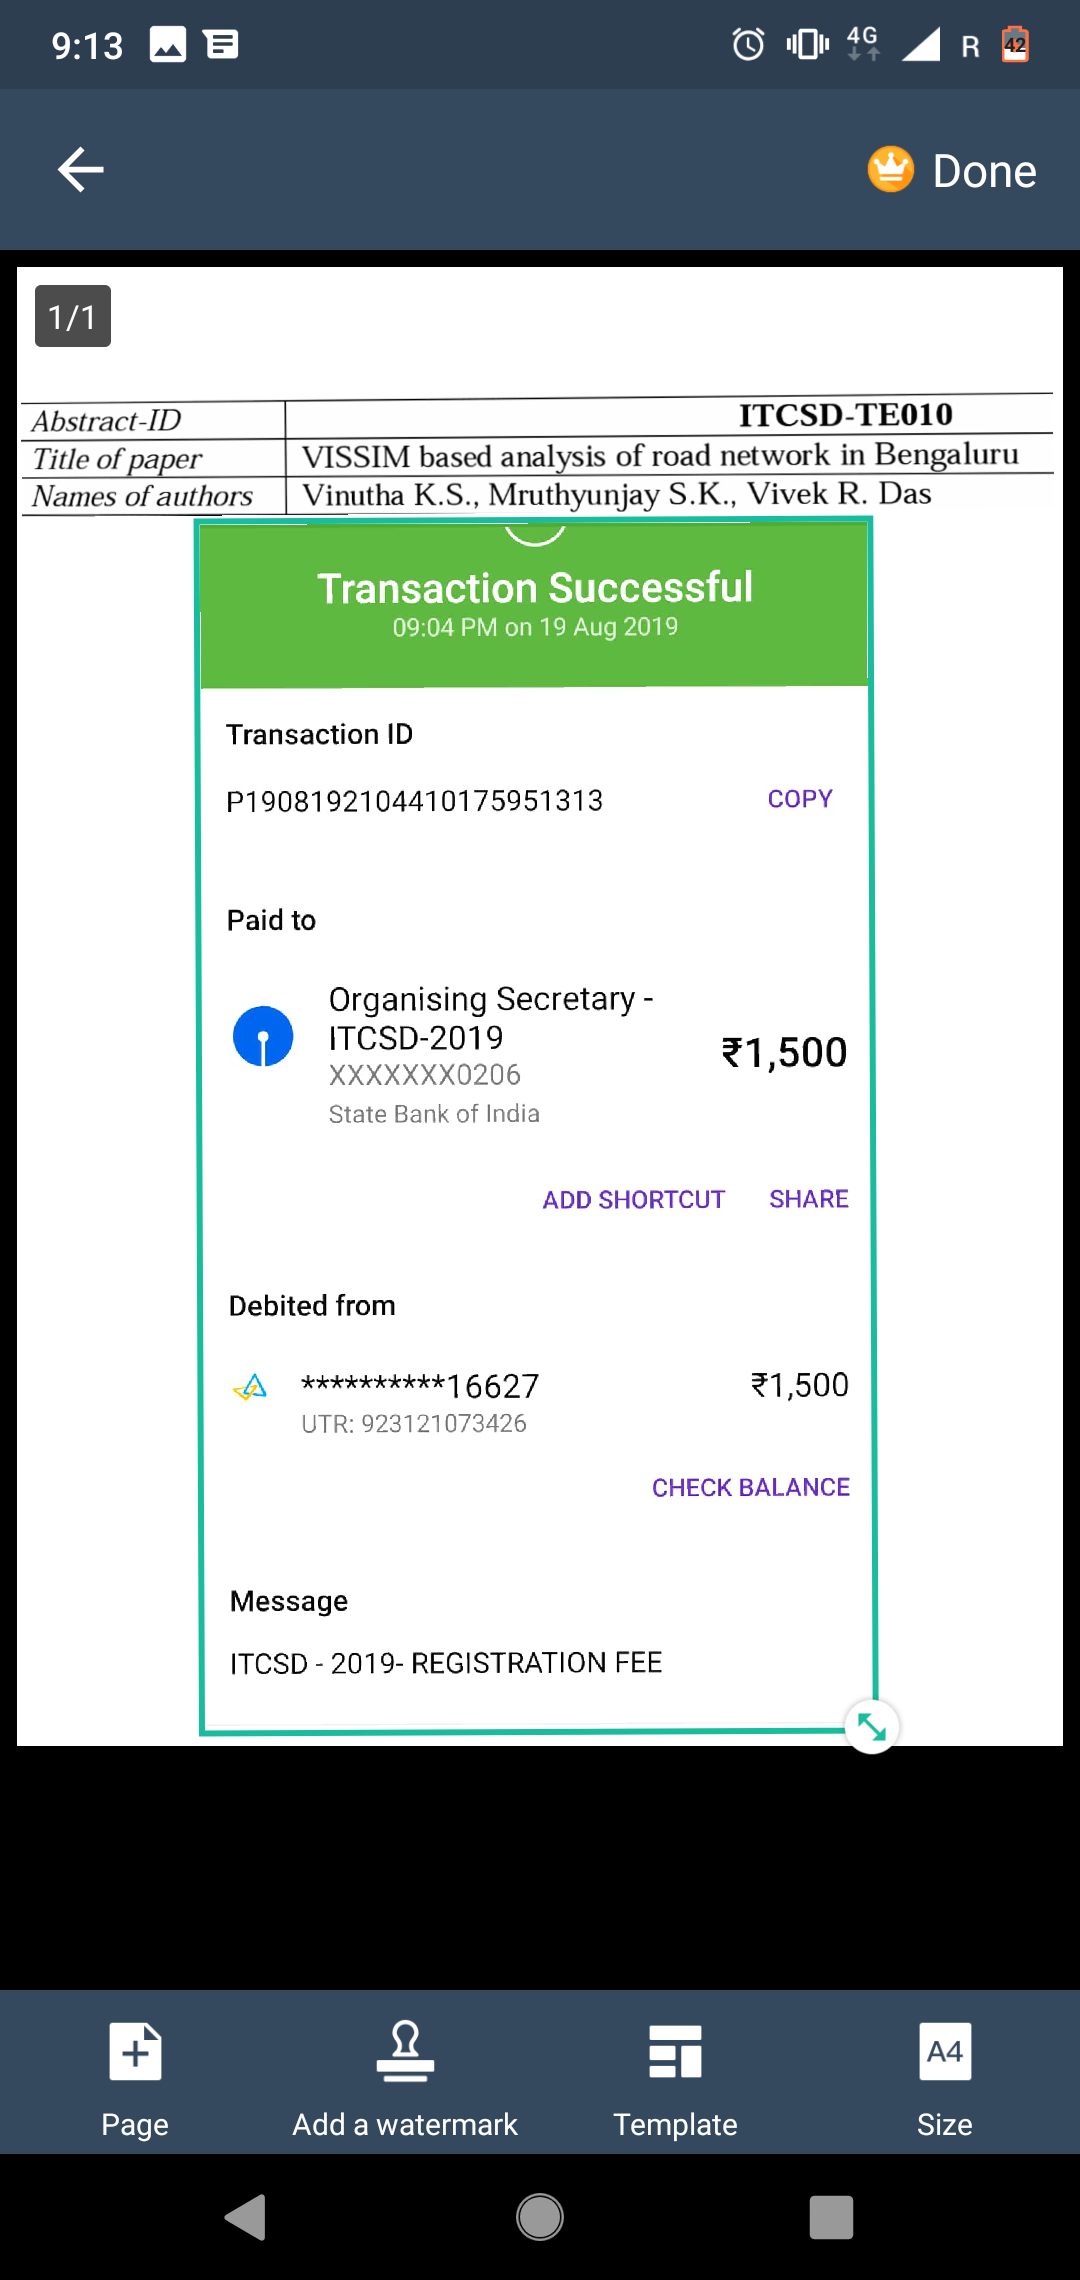 9:13
4G
R
42
Done
1/1
Abstract-ID ITCSD-TE010
Title of paper VISSIM based analysis of road network in Bengaluru
Names of authors Vinutha K.S., Mruthyunjay S.K., Vivek R. Das
Transaction Successful
09:04 PM on 19 Aug 2019
Transaction ID
P1908192104410175951313 COPY
Paid to
Organising Secretary -
ITCSD-2019
₹1,500
XXXXXXX0206
State Bank of India
ADD SHORTCUT SHARE
Debited from
**********16627 ₹1,500
UTR: 923121073426
CHECK BALANCE
Message
ITCSD - 2019- REGISTRATION FEE
A4
Page Add a watermark Template Size